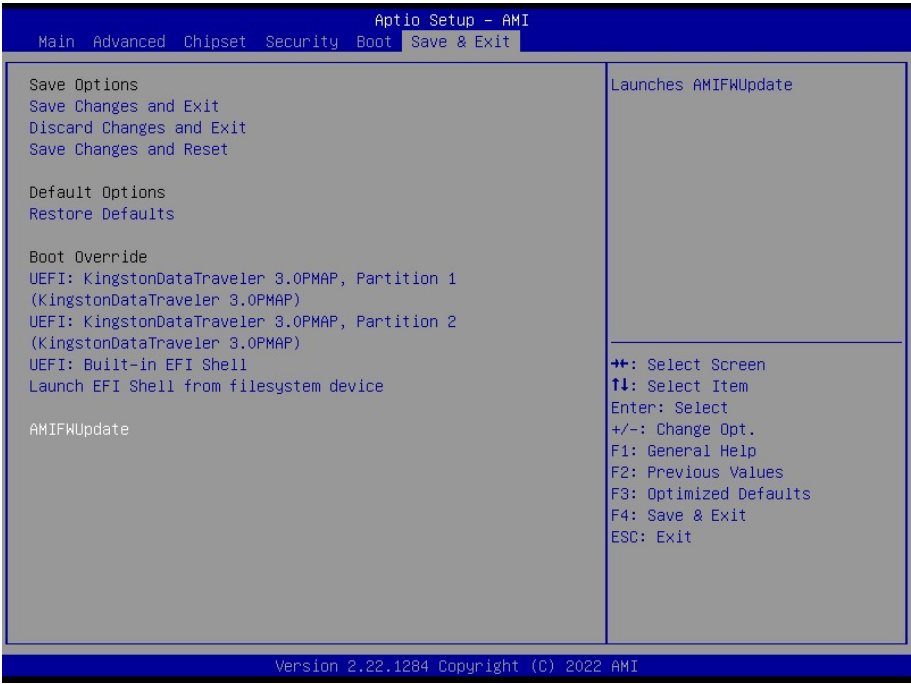 Aptio Setup – AMI
Main Advanced Chipset Security Boot Save & Exit
Save Options
Save Changes and Exit
Discard Changes and Exit
Save Changes and Reset
Default Options
Restore Defaults
Boot Override
UEFI: KingstonDataTraveler 3.0PMAP, Partition 1
(KingstonDataTraveler 3.0PMAP)
UEFI: KingstonDataTraveler 3.0PMAP, Partition 2
(KingstonDataTraveler 3.0PMAP)
UEFI: Built-in EFI Shell
Launch EFI Shell from filesystem device
AMIFWUpdate
Launches AMIFWUpdate
→←: Select Screen
↑↓: Select Item
Enter: Select
+/-: Change Opt.
F1: General Help
F2: Previous Values
F3: Optimized Defaults
F4: Save & Exit
ESC: Exit
Version 2.22.1284 Copyright (C) 2022 AMI